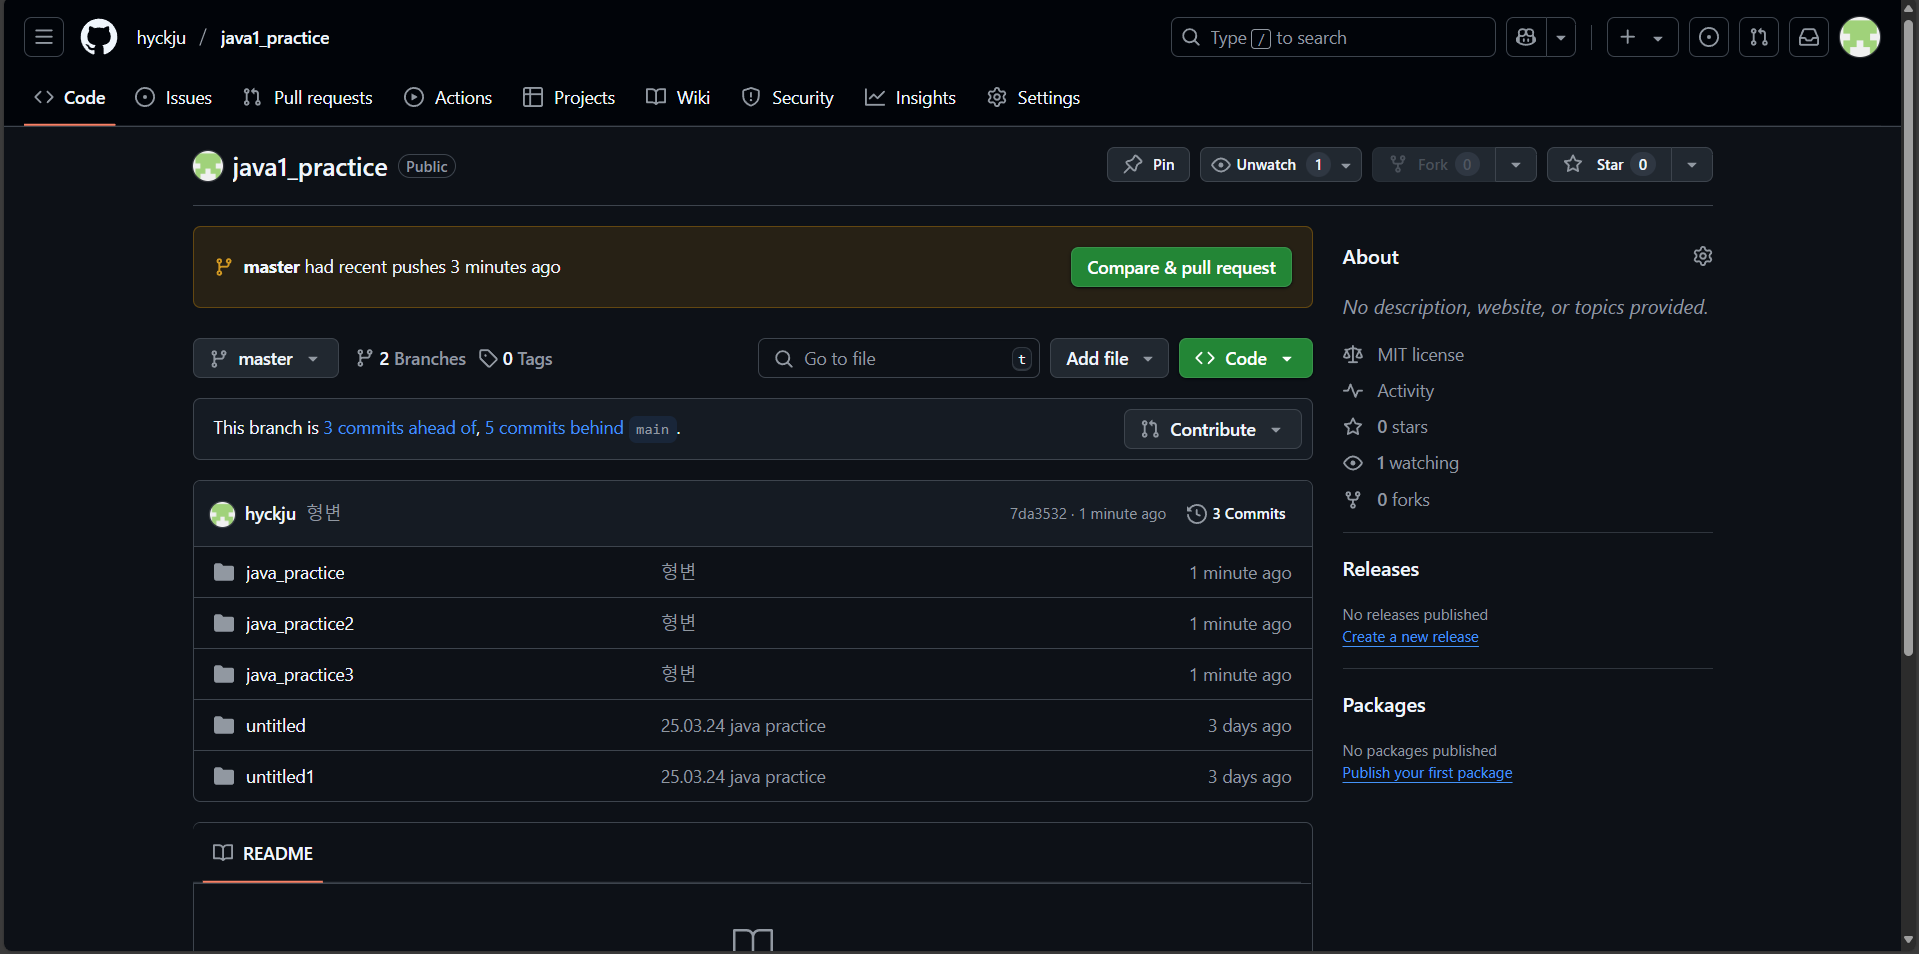 hyckju / java1_practice
Type / to search
Code Issues Pull requests Actions Projects Wiki Security Insights Settings
java1_practice Public
Pin Unwatch 1 Fork 0 Star 0
master had recent pushes 3 minutes ago
Compare & pull request
master 2 Branches 0 Tags
Go to file t Add file Code
This branch is 3 commits ahead of, 5 commits behind main .
Contribute
hyckju 형변 7da3532 · 1 minute ago 3 Commits
java_practice 형변 1 minute ago
java_practice2 형변 1 minute ago
java_practice3 형변 1 minute ago
untitled 25.03.24 java practice 3 days ago
untitled1 25.03.24 java practice 3 days ago
README
About
No description, website, or topics provided.
MIT license
Activity
0 stars
1 watching
0 forks
Releases
No releases published
Create a new release
Packages
No packages published
Publish your first package